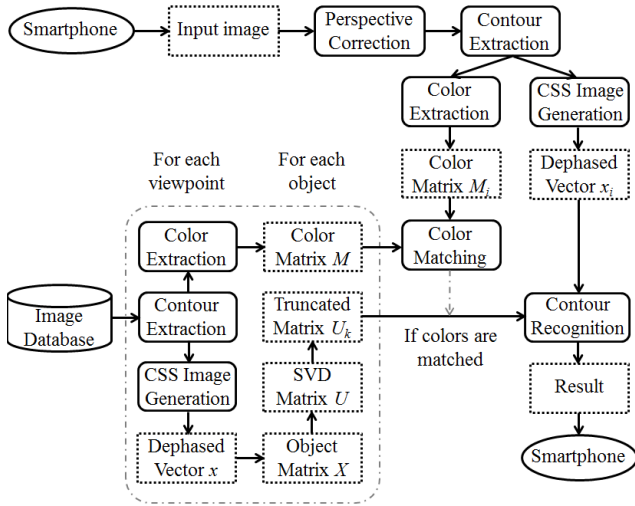 Smartphone
Input image
Perspective
Correction
Contour
Extraction
Color
Extraction
CSS Image
Generation
Color
Matrix M_i
Dephased
Vector x_i
For each
viewpoint
For each
object
Color
Extraction
Color
Matrix M
Color
Matching
Image
Database
Contour
Extraction
Truncated
Matrix U_k
If colors are
matched
Contour
Recognition
CSS Image
Generation
SVD
Matrix U
Result
Dephased
Vector x
Object
Matrix X
Smartphone